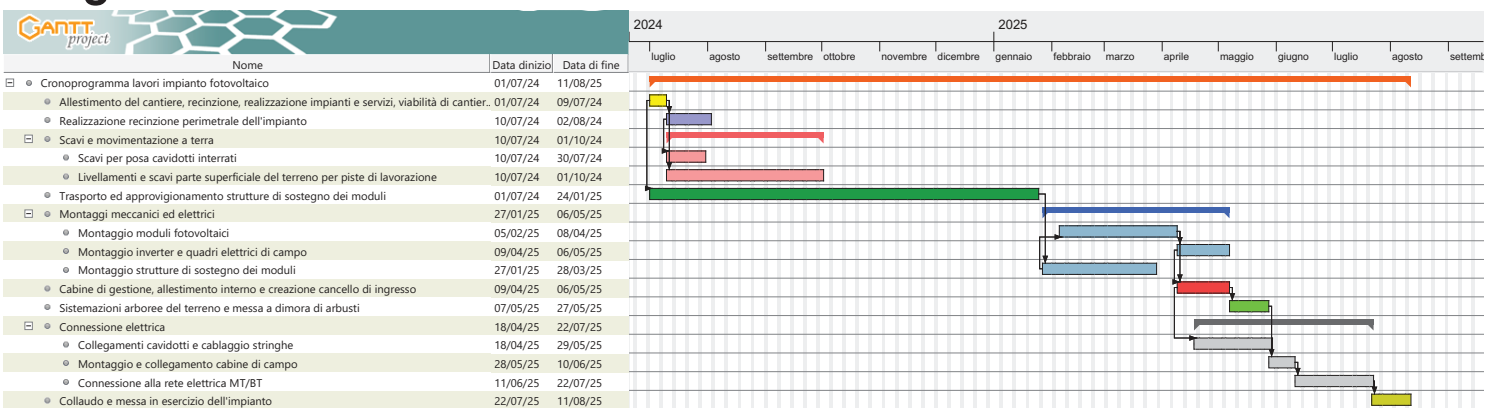 GANTT project
2024 2025
luglio agosto settembre ottobre novembre dicembre gennaio febbraio marzo aprile maggio giugno luglio agosto settemb
Nome Data dinizio Data di fine
Cronoprogramma lavori impianto fotovoltaico 01/07/24 11/08/25
Allestimento del cantiere, recinzione, realizzazione impianti e servizi, viabilità di cantier.. 01/07/24 09/07/24
Realizzazione recinzione perimetrale dell'impianto 10/07/24 02/08/24
Scavi e movimentazione a terra 10/07/24 01/10/24
Scavi per posa cavidotti interrati 10/07/24 30/07/24
Livellamenti e scavi parte superficiale del terreno per piste di lavorazione 10/07/24 01/10/24
Trasporto ed approvigionamento strutture di sostegno dei moduli 01/07/24 24/01/25
Montaggi meccanici ed elettrici 27/01/25 06/05/25
Montaggio moduli fotovoltaici 05/02/25 08/04/25
Montaggio inverter e quadri elettrici di campo 09/04/25 06/05/25
Montaggio strutture di sostegno dei moduli 27/01/25 28/03/25
Cabine di gestione, allestimento interno e creazione cancello di ingresso 09/04/25 06/05/25
Sistemazioni arboree del terreno e messa a dimora di arbusti 07/05/25 27/05/25
Connessione elettrica 18/04/25 22/07/25
Collegamenti cavidotti e cablaggio stringhe 18/04/25 29/05/25
Montaggio e collegamento cabine di campo 28/05/25 10/06/25
Connessione alla rete elettrica MT/BT 11/06/25 22/07/25
Collaudo e messa in esercizio dell'impianto 22/07/25 11/08/25